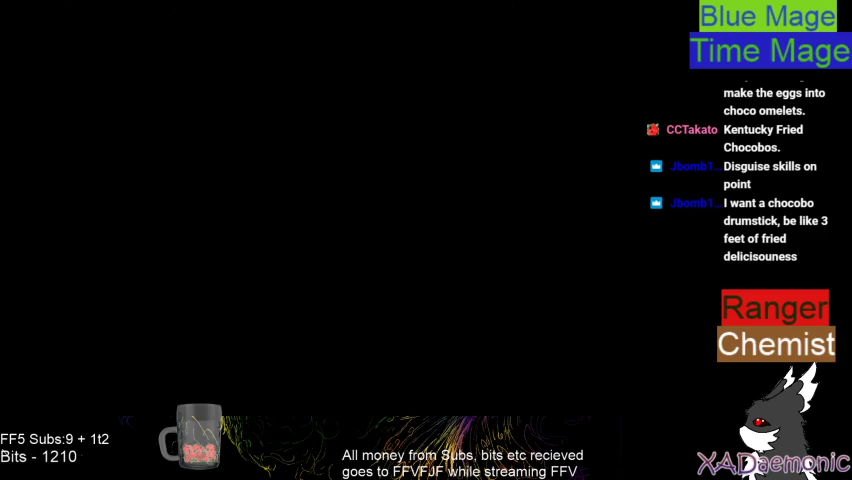 Blue Mage
Time Mage
make the eggs into
choco omelets.
CCTakato Kentucky Fried
Chocobos.
Jbomb1... Disguise skills on
point
Jbomb1... I want a chocobo
drumstick, be like 3
feet of fried
delicisouness
Ranger
Chemist
FF5 Subs:9 + 1t2
Bits - 1210
All money from Subs, bits etc recieved
goes to FFVFJF while streaming FFV
XADaemonic